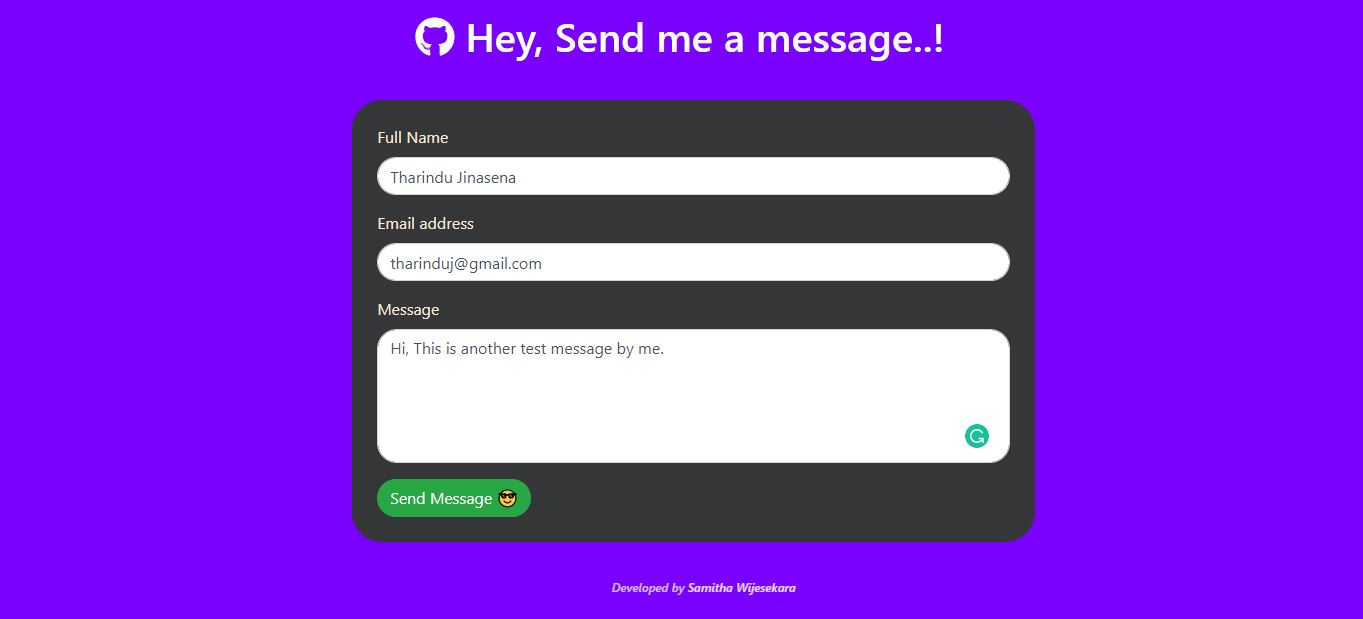 Hey, Send me a message..!
Full Name
Tharindu Jinasena
Email address
tharinduj@gmail.com
Message
Hi, This is another test message by me.
Send Message 😎
Developed by Samitha Wijesekara